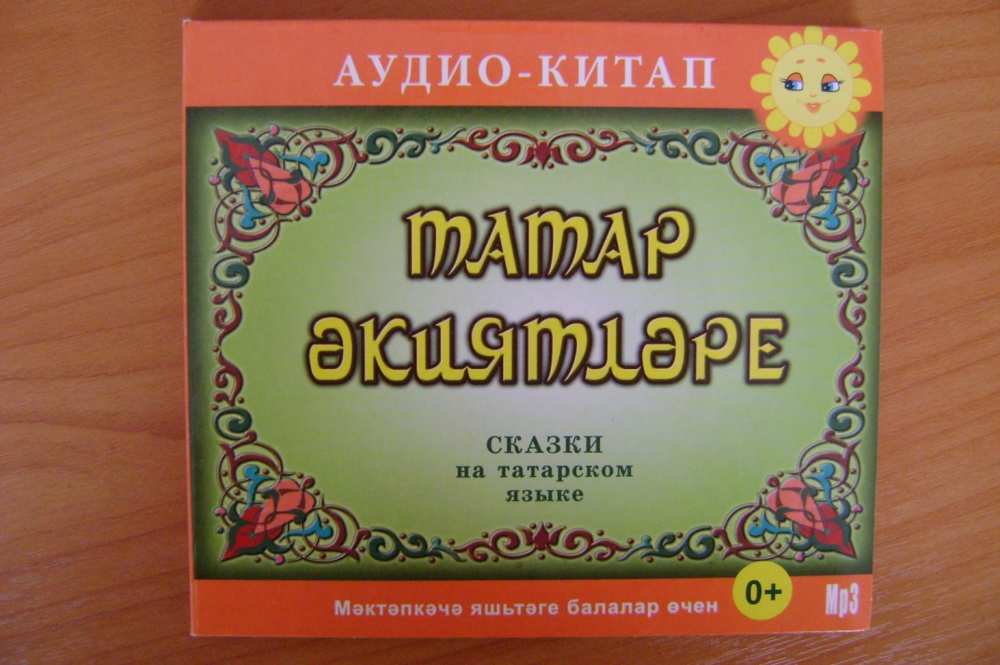 АУДИО-КИТАП
ТАТАР
ӘКИЯТЛӘРЕ
СКАЗКИ
на татарском
языке
Мәктәпкәчә яшьтәге балалар өчен
0+
Mp3